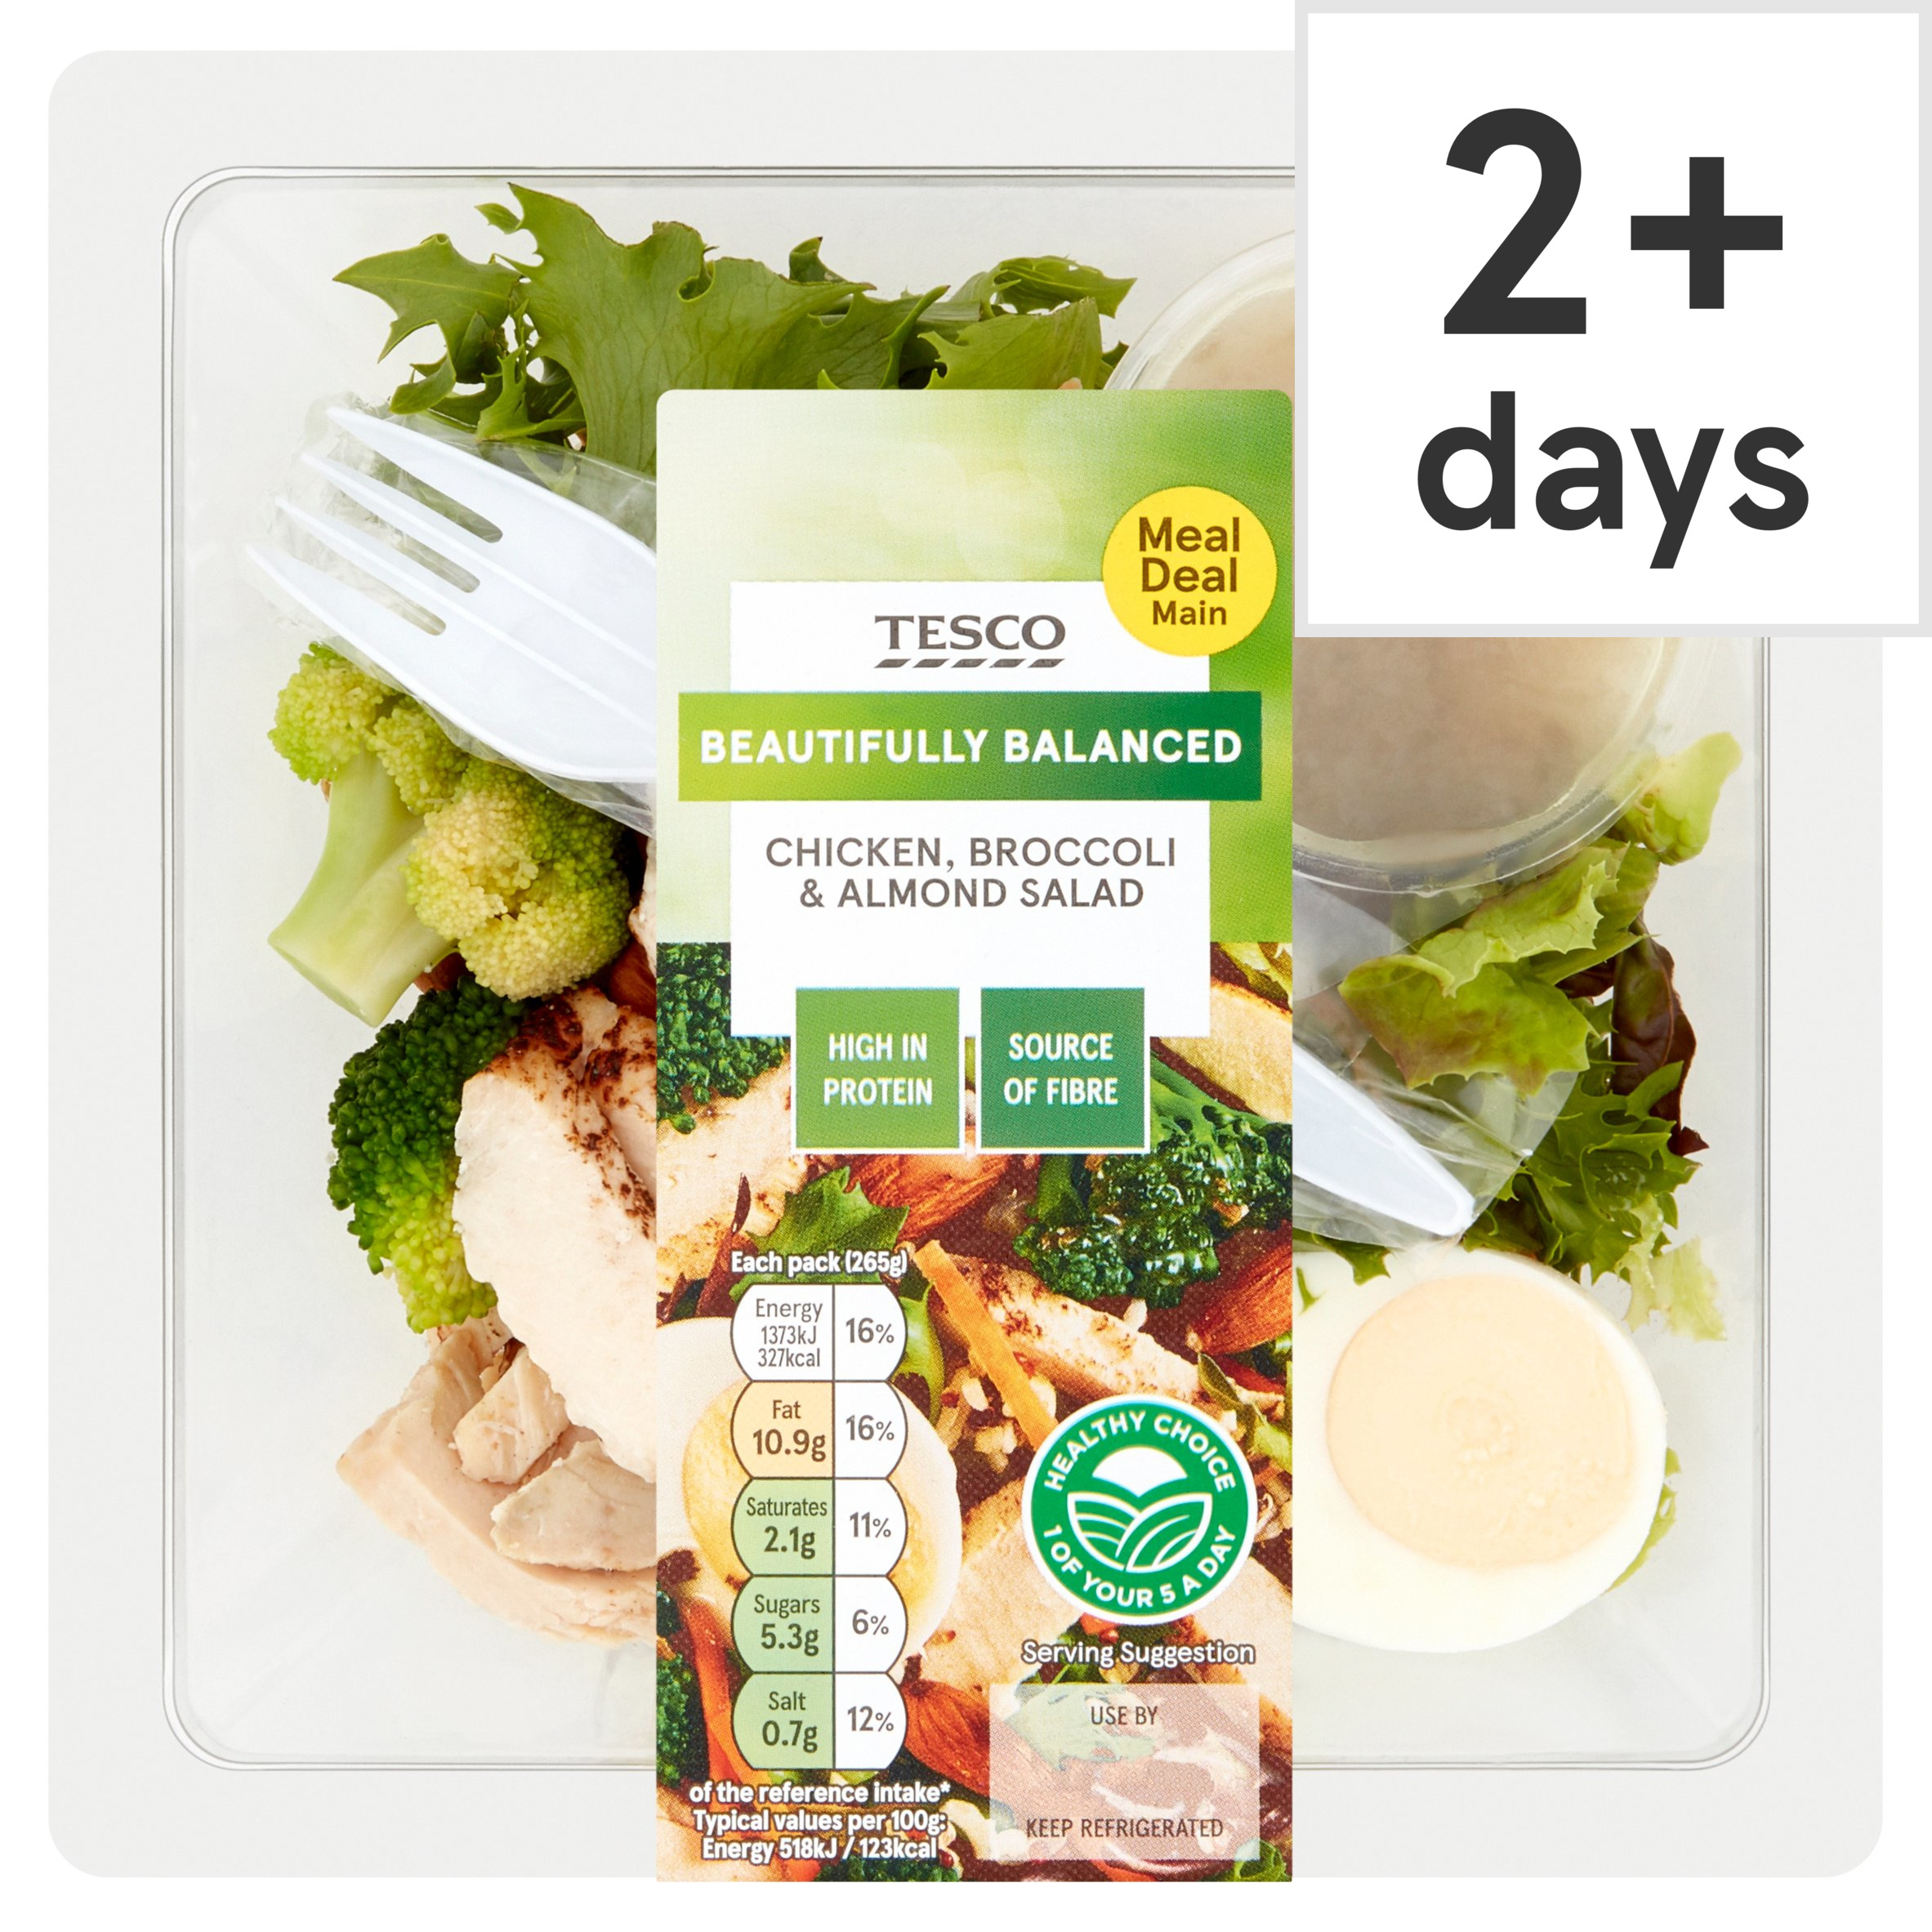 2+
days
Meal
Deal
Main
TESCO
BEAUTIFULLY BALANCED
CHICKEN, BROCCOLI
& ALMOND SALAD
HIGH IN
PROTEIN
SOURCE
OF FIBRE
Each pack (265g)
Energy
1373kJ
327kcal
16%
Fat
10.9g
16%
Saturates
2.1g
11%
Sugars
5.3g
6%
Salt
0.7g
12%
of the reference intake*
Typical values per 100g:
Energy 518kJ / 123kcal
HEALTHY CHOICE
1 OF YOUR 5 A DAY
Serving Suggestion
USE BY
KEEP REFRIGERATED